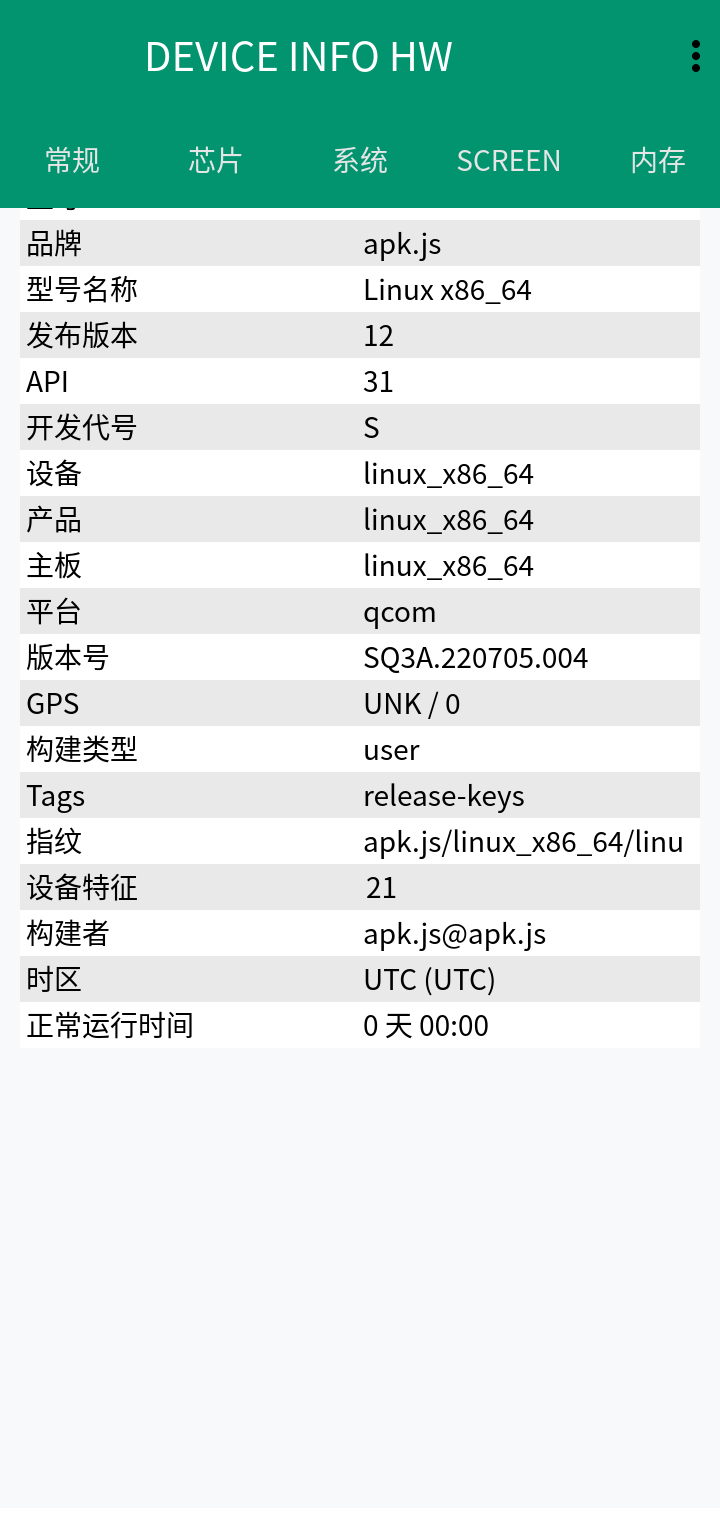 DEVICE INFO HW
常规 芯片 系统 SCREEN 内存
品牌 apk.js
型号名称 Linux x86_64
发布版本 12
API 31
开发代号 S
设备 linux_x86_64
产品 linux_x86_64
主板 linux_x86_64
平台 qcom
版本号 SQ3A.220705.004
GPS UNK / 0
构建类型 user
Tags release-keys
指纹 apk.js/linux_x86_64/linu
设备特征 21
构建者 apk.js@apk.js
时区 UTC (UTC)
正常运行时间 0 天 00:00